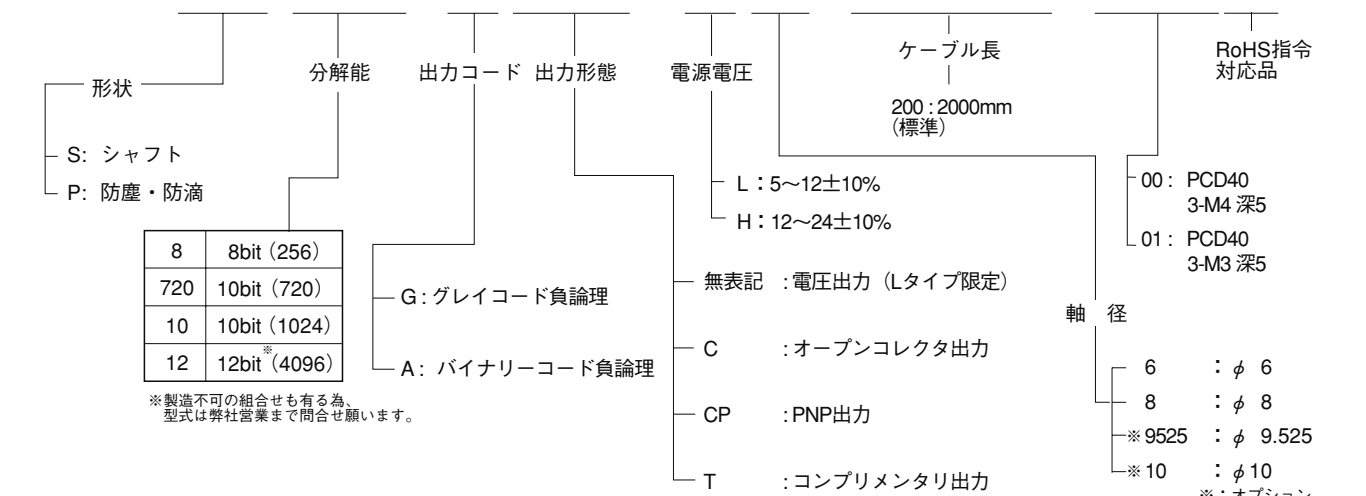 形状
分解能
出力コード
出力形態
電源電圧
ケーブル長
RoHS指令
対応品
200 : 2000mm
(標準)
S: シャフト
P: 防塵・防滴
L:5〜12±10%
H:12〜24±10%
00 : PCD40
3-M4 深5
01 : PCD40
3-M3 深5
8 8bit (256)
720 10bit (720)
10 10bit (1024)
12 12bit※(4096)
※製造不可の組合せも有る為、
型式は弊社営業まで問合せ願います。
G : グレイコード負論理
A : バイナリーコード負論理
無表記 : 電圧出力 (Lタイプ限定)
C : オープンコレクタ出力
CP : PNP出力
T : コンプリメンタリ出力
軸 径
6 : φ 6
8 : φ 8
※9525 : φ 9.525
※10 : φ10
※:オプション